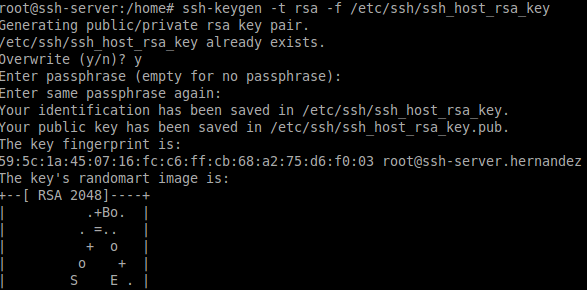 root@ssh-server:/home# ssh-keygen -t rsa -f /etc/ssh/ssh_host_rsa_key
Generating public/private rsa key pair.
/etc/ssh/ssh_host_rsa_key already exists.
Overwrite (y/n)? y
Enter passphrase (empty for no passphrase):
Enter same passphrase again:
Your identification has been saved in /etc/ssh/ssh_host_rsa_key.
Your public key has been saved in /etc/ssh/ssh_host_rsa_key.pub.
The key fingerprint is:
59:5c:1a:45:07:16:fc:c6:ff:cb:68:a2:75:d6:f0:03 root@ssh-server.hernandez
The key's randomart image is:
+--[ RSA 2048]----+
|          .+Bo.  |
|         . =..   |
|          +  o   |
|         o    +  |
|        S    E . |